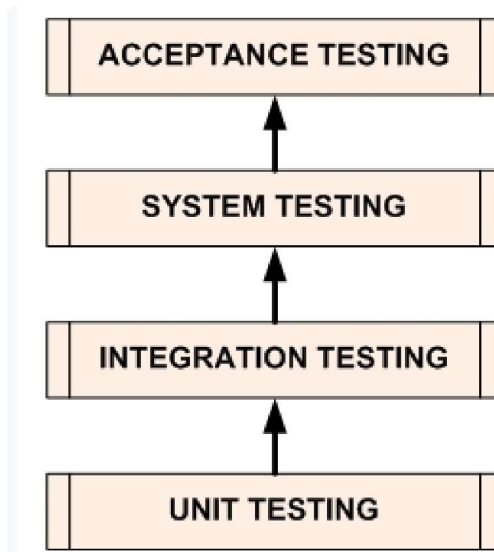 ACCEPTANCE TESTING
SYSTEM TESTING
INTEGRATION TESTING
UNIT TESTING